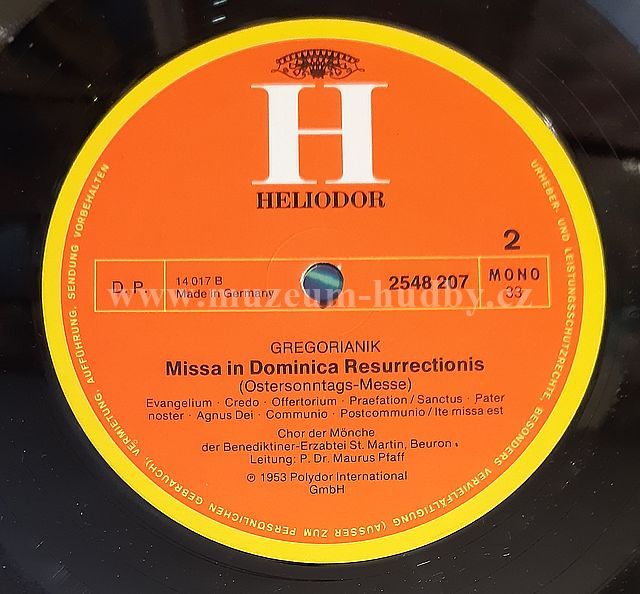 H
HELIODOR
2
D.P.
14 017 B
Made in Germany
2548 207
MONO
33
www.muzeum-hudby.cz
GREGORIANIK
Missa in Dominica Resurrectionis
(Ostersonntags-Messe)
Evangelium · Credo · Offertorium · Praefation/Sanctus · Pater
noster · Agnus Dei · Communio · Postcommunio/Ite missa est
Chor der Mönche
der Benediktiner-Erzabtei St. Martin, Beuron
Leitung: P. Dr. Maurus Pfaff
℗ 1953 Polydor International
GmbH
URHEBER- UND LEISTUNGSSCHUTZRECHTE, BESONDERS VERVIELFÄLTIGUNG (AUSSER ZUM PERSÖNLICHEN GEBRAUCH), VERMIETUNG, AUFFÜHRUNG, SENDUNG VORBEHALTEN